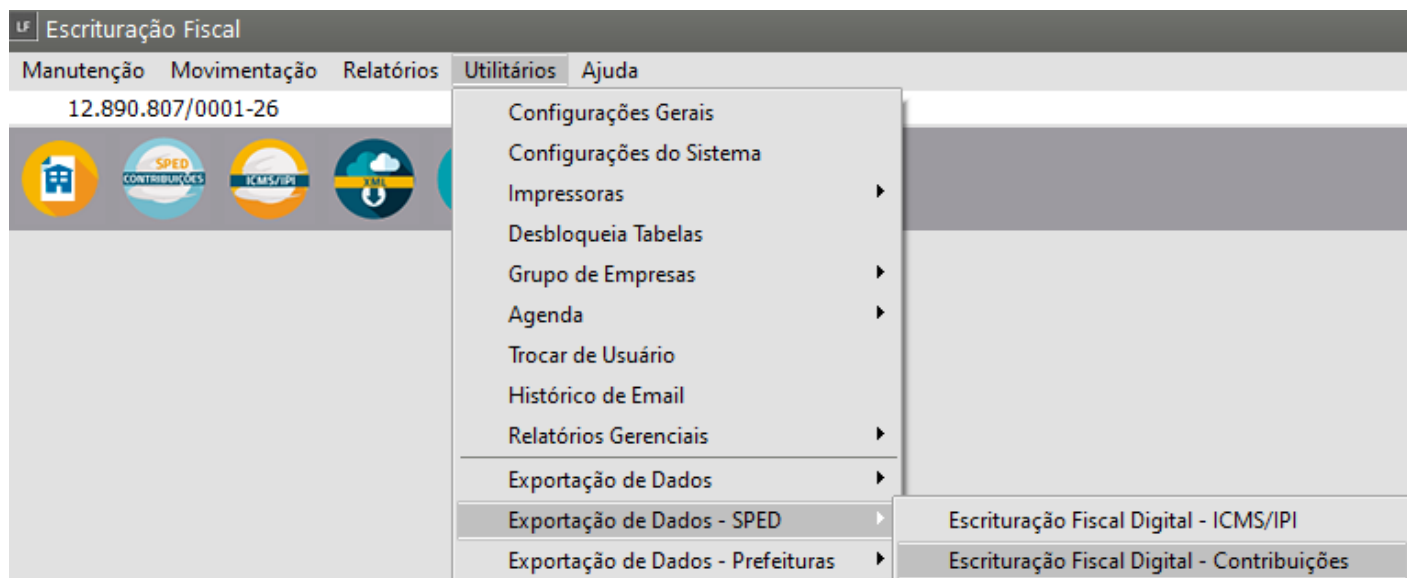 LF Escrituração Fiscal
Manutenção Movimentação Relatórios Utilitários Ajuda
12.890.807/0001-26
SPED
CONTRIBUIÇÕES
ICMS/IPI
XML
Configurações Gerais
Configurações do Sistema
Impressoras
Desbloqueia Tabelas
Grupo de Empresas
Agenda
Trocar de Usuário
Histórico de Email
Relatórios Gerenciais
Exportação de Dados
Exportação de Dados - SPED
Exportação de Dados - Prefeituras
Escrituração Fiscal Digital - ICMS/IPI
Escrituração Fiscal Digital - Contribuições